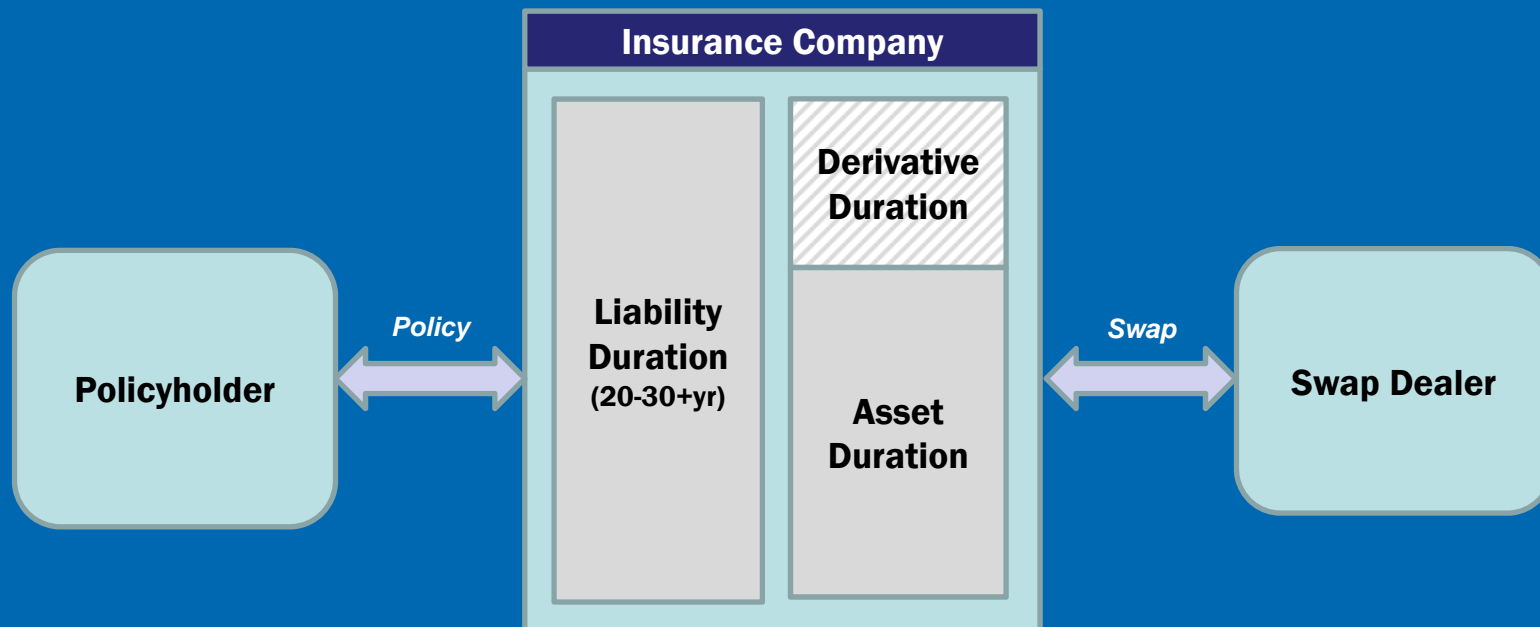 Insurance Company
Derivative
Duration
Liability
Duration
(20-30+yr)
Asset
Duration
Policyholder
Policy
Swap
Swap Dealer